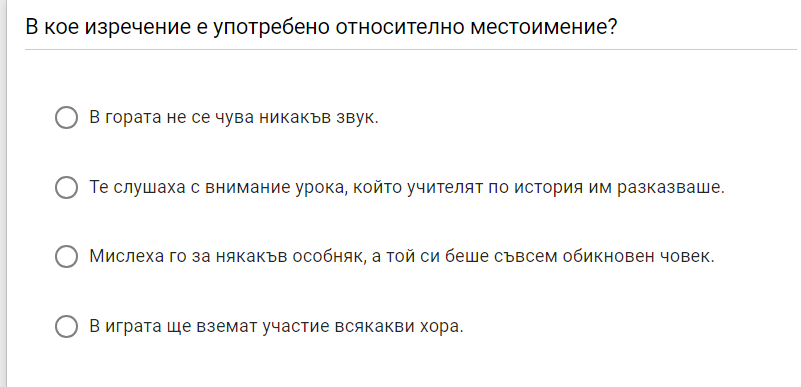 В кое изречение е употребено относително местоимение?
В гората не се чува никакъв звук.
Те слушаха с внимание урока, който учителят по история им разказваше.
Мислеха го за някакъв особняк, а той си беше съвсем обикновен човек.
В играта ще вземат участие всякакви хора.